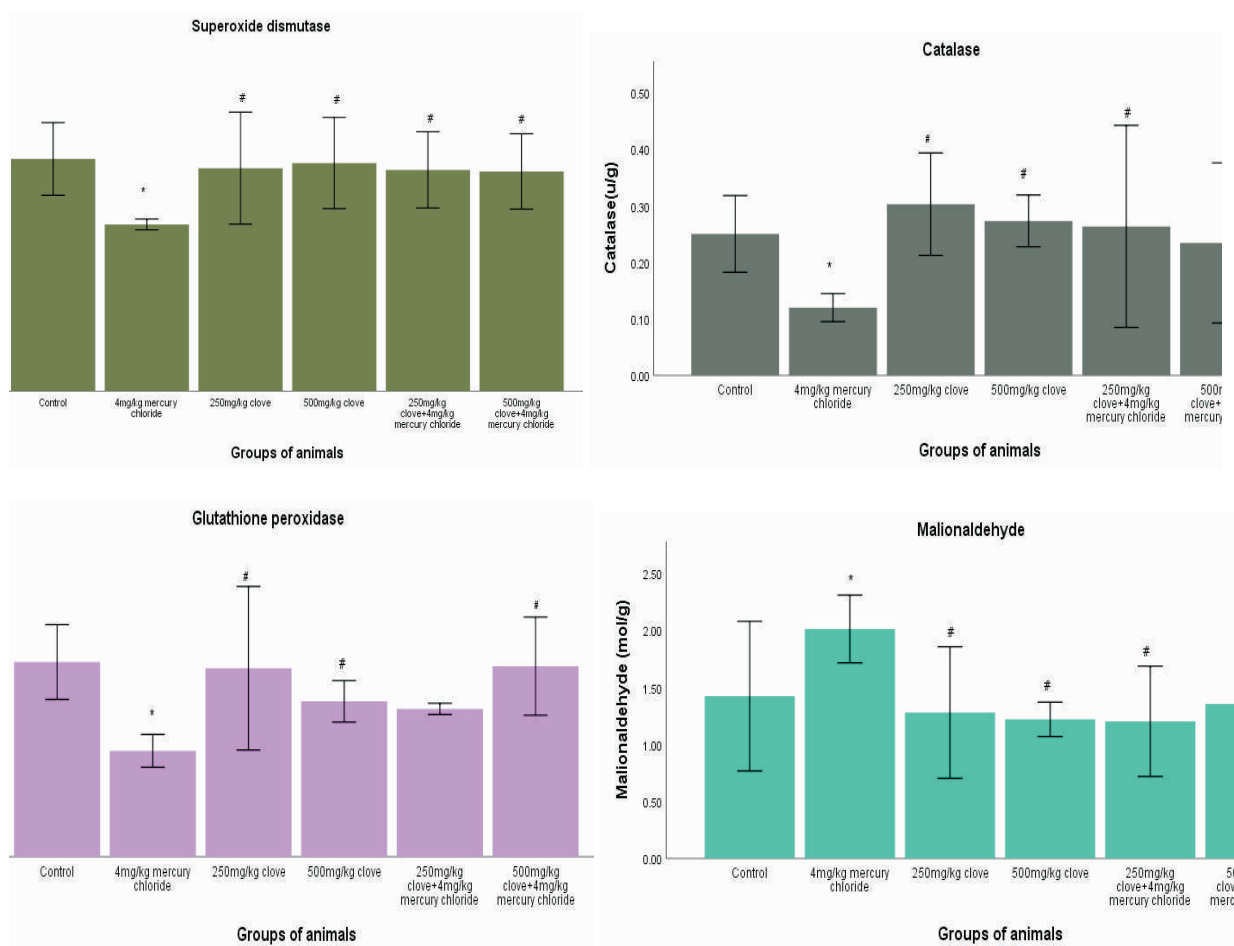 Superoxide dismutase
#
#
#
#
*
Control
4mg/kg mercury
chloride
250mg/kg clove
500mg/kg clove
250mg/kg
clove+4mg/kg
mercury chloride
500mg/kg
clove+4mg/kg
mercury chloride
Groups of animals
Catalase
Catalase(u/g)
0.50
0.40
0.30
0.20
0.10
0.00
*
#
#
#
Control
4mg/kg mercury
chloride
250mg/kg clove
500mg/kg clove
250mg/kg
clove+4mg/kg
mercury chloride
clove+
mercury
Groups of animals
Glutathione peroxidase
*
#
#
#
Control
4mg/kg mercury
chloride
250mg/kg clove
500mg/kg clove
250mg/kg
clove+4mg/kg
mercury chloride
500mg/kg
clove+4mg/kg
mercury chloride
Groups of animals
Malionaldehyde
Malionaldehyde (mol/g)
2.50
2.00
1.50
1.00
0.50
0.00
*
#
#
#
Control
4mg/kg mercury
chloride
250mg/kg clove
500mg/kg clove
250mg/kg
clove+4mg/kg
mercury chloride
Groups of animals